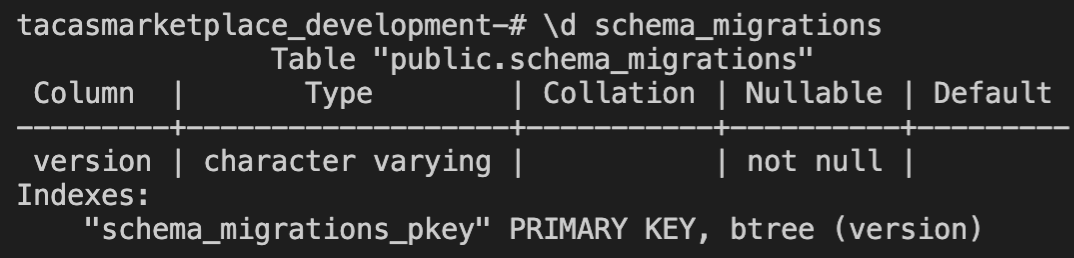 tacasmarketplace_development-# \d schema_migrations
               Table "public.schema_migrations"
 Column  |       Type        | Collation | Nullable | Default
---------+-------------------+-----------+----------+---------
 version | character varying |           | not null |
Indexes:
    "schema_migrations_pkey" PRIMARY KEY, btree (version)